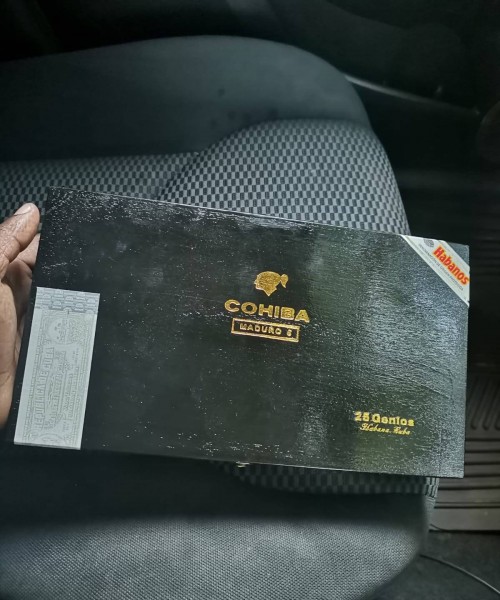 Habanos
COHIBA
MADURO 5
25 Genios
Habana, Cuba